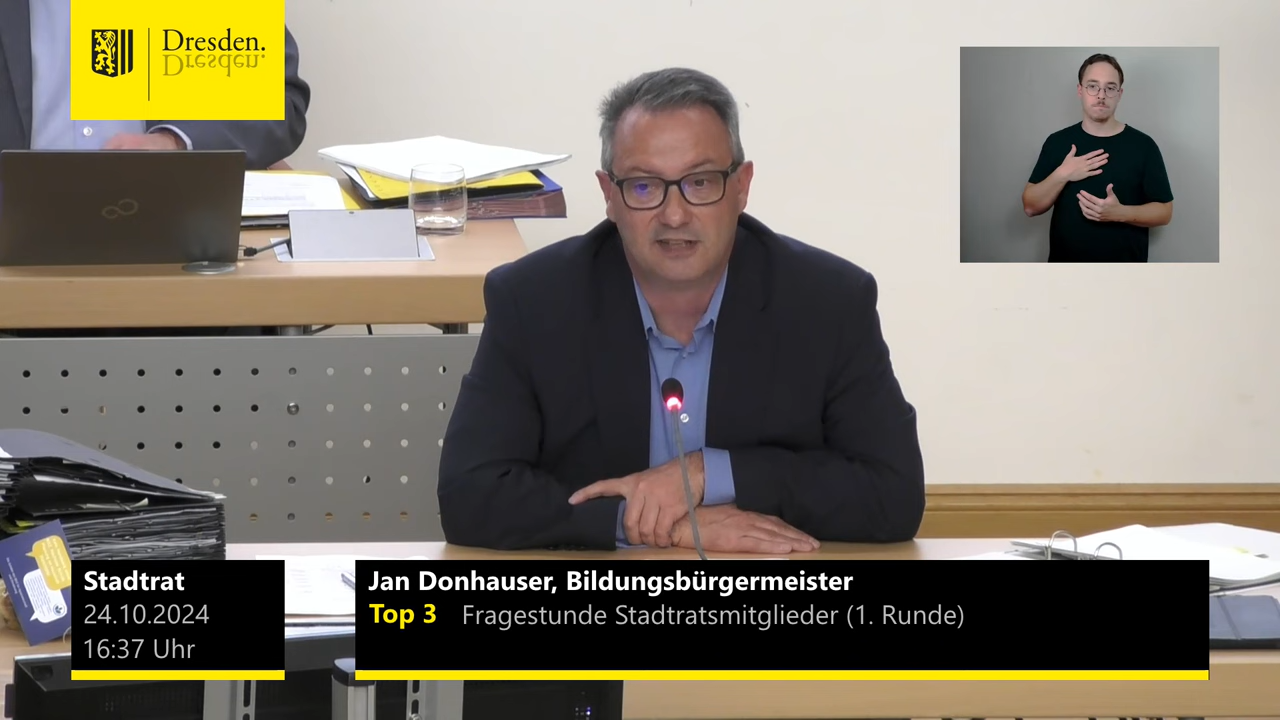 Dresden.
Dresden.
Stadtrat
24.10.2024
16:37 Uhr
Jan Donhauser, Bildungsbürgermeister
Top 3 Fragestunde Stadtratsmitglieder (1. Runde)